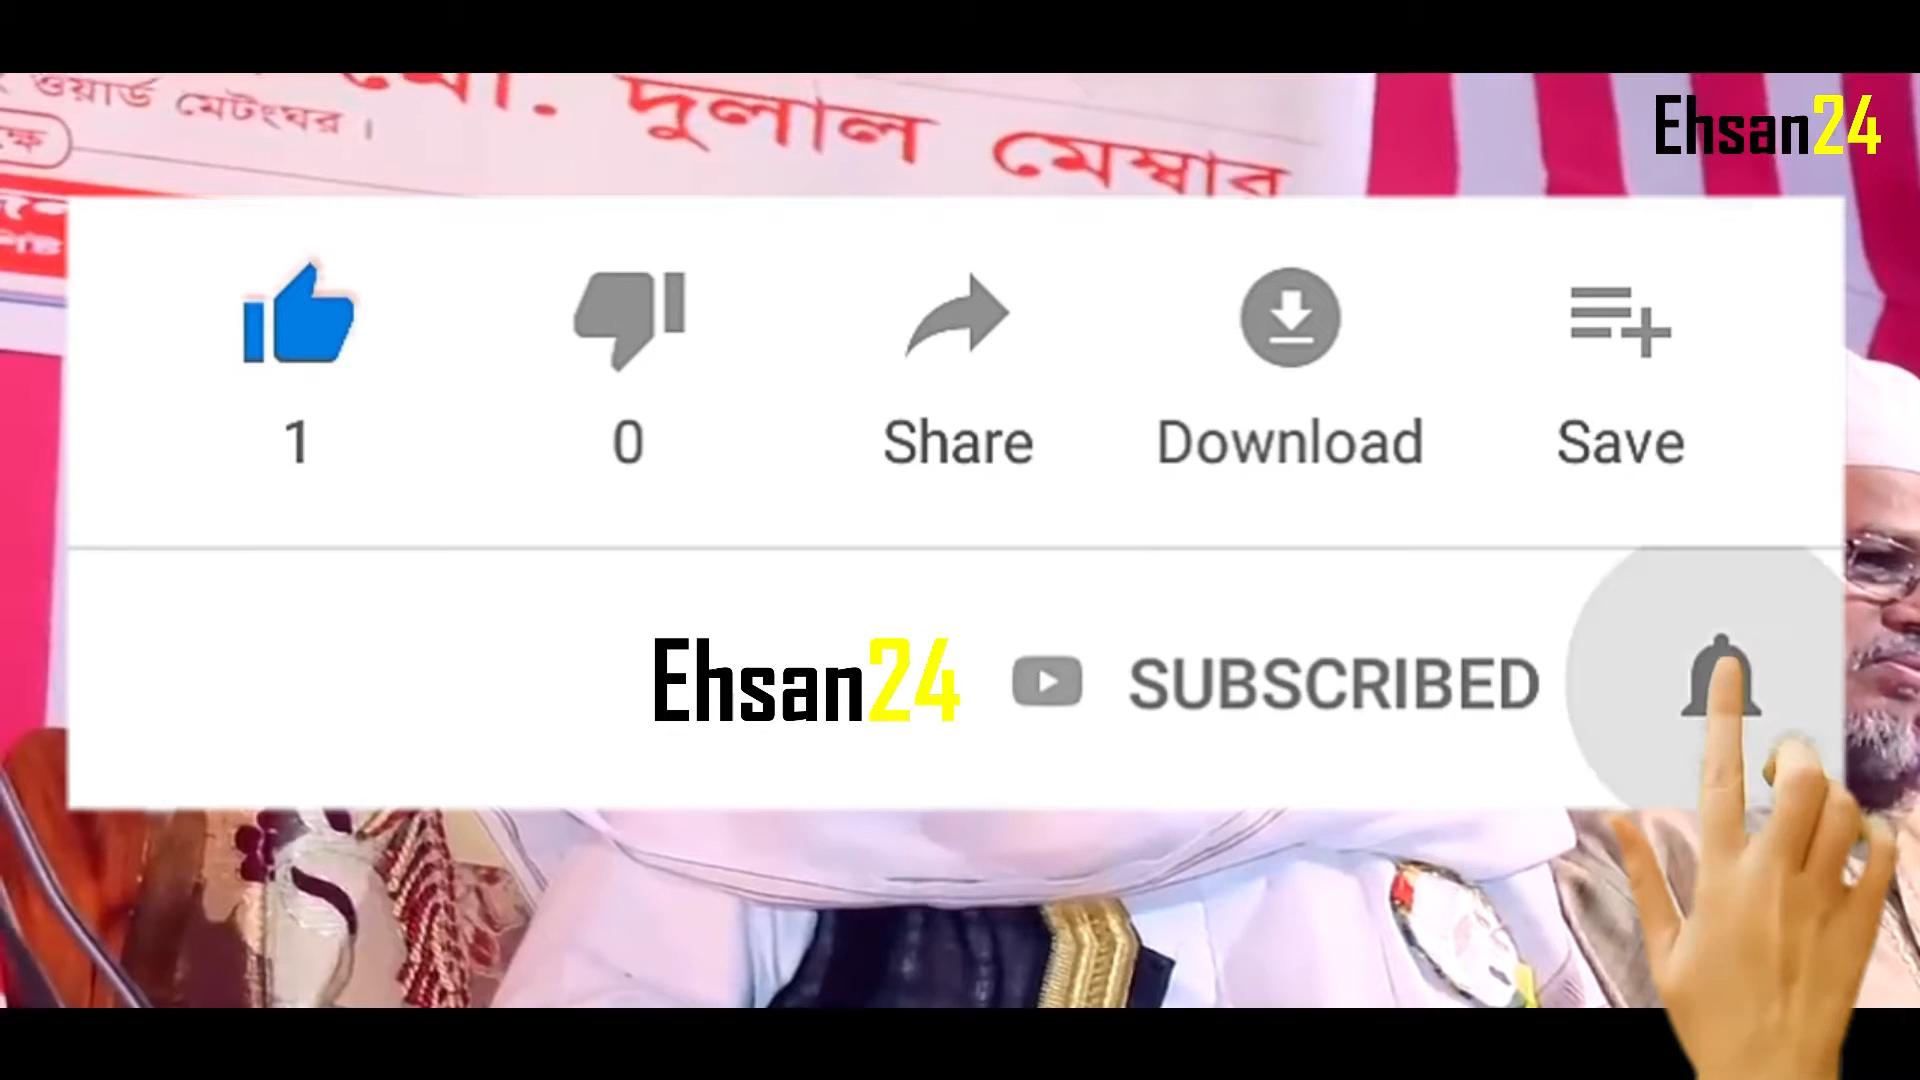 মো. দুলাল মেম্বার
ওয়ার্ড মেটংঘর।
Ehsan24
1
0
Share
Download
Save
Ehsan24
SUBSCRIBED